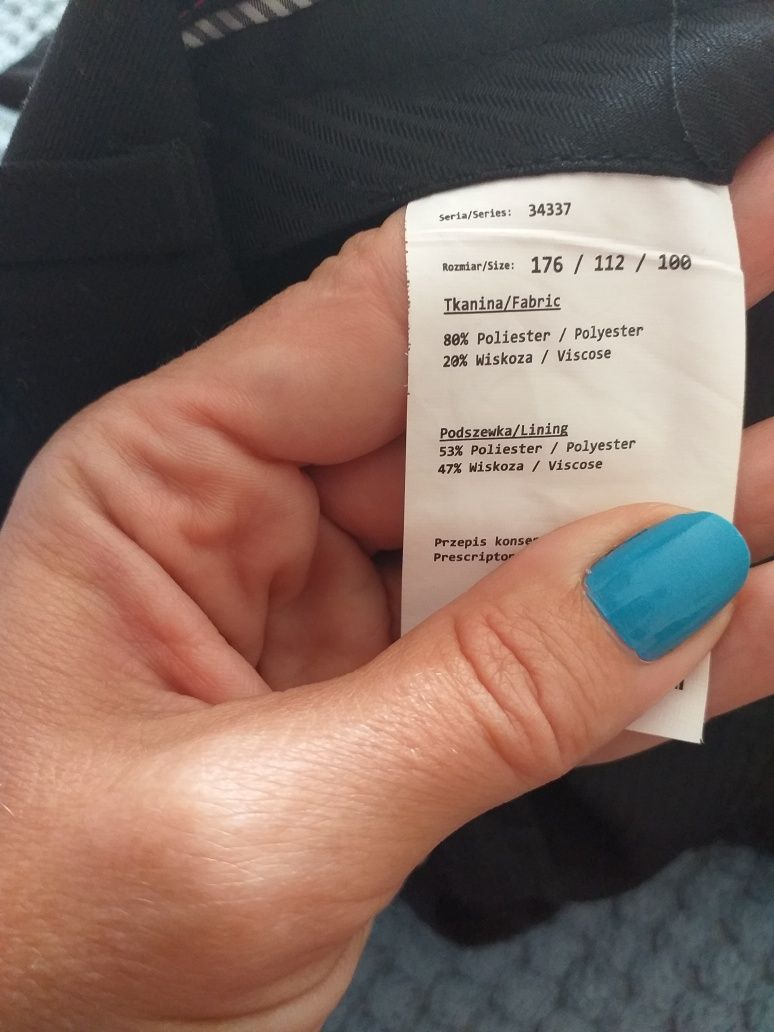 Seria/Series: 34337
Rozmiar/Size: 176 / 112 / 100
Tkanina/Fabric
80% Poliester / Polyester
20% Wiskoza / Viscose
Podszewka/Lining
53% Poliester / Polyester
47% Wiskoza / Viscose
Przepis